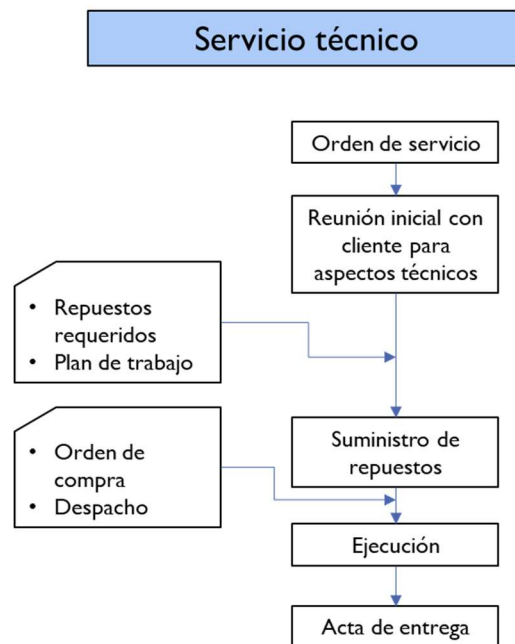 Servicio técnico
Orden de servicio
Reunión inicial con
cliente para
aspectos técnicos
• Repuestos
requeridos
• Plan de trabajo
Suministro de
repuestos
• Orden de
compra
• Despacho
Ejecución
Acta de entrega